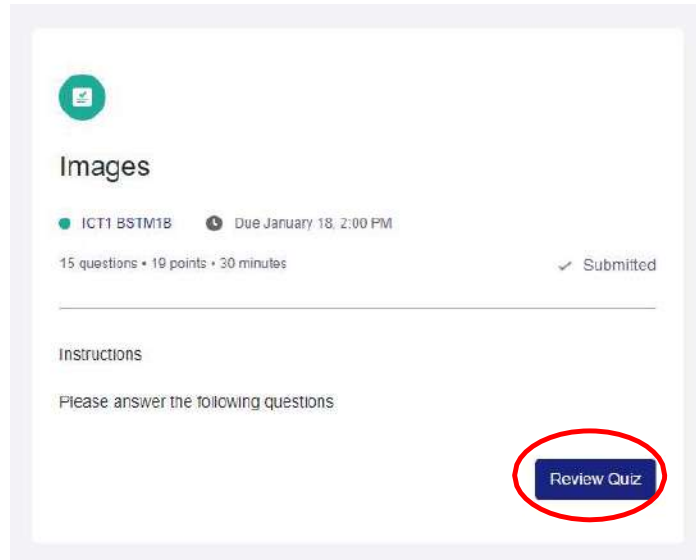 Images
ICT1 BSTM1B Due January 18, 2:00 PM
15 questions • 19 points • 30 minutes Submitted
Instructions
Please answer the following questions
Review Quiz